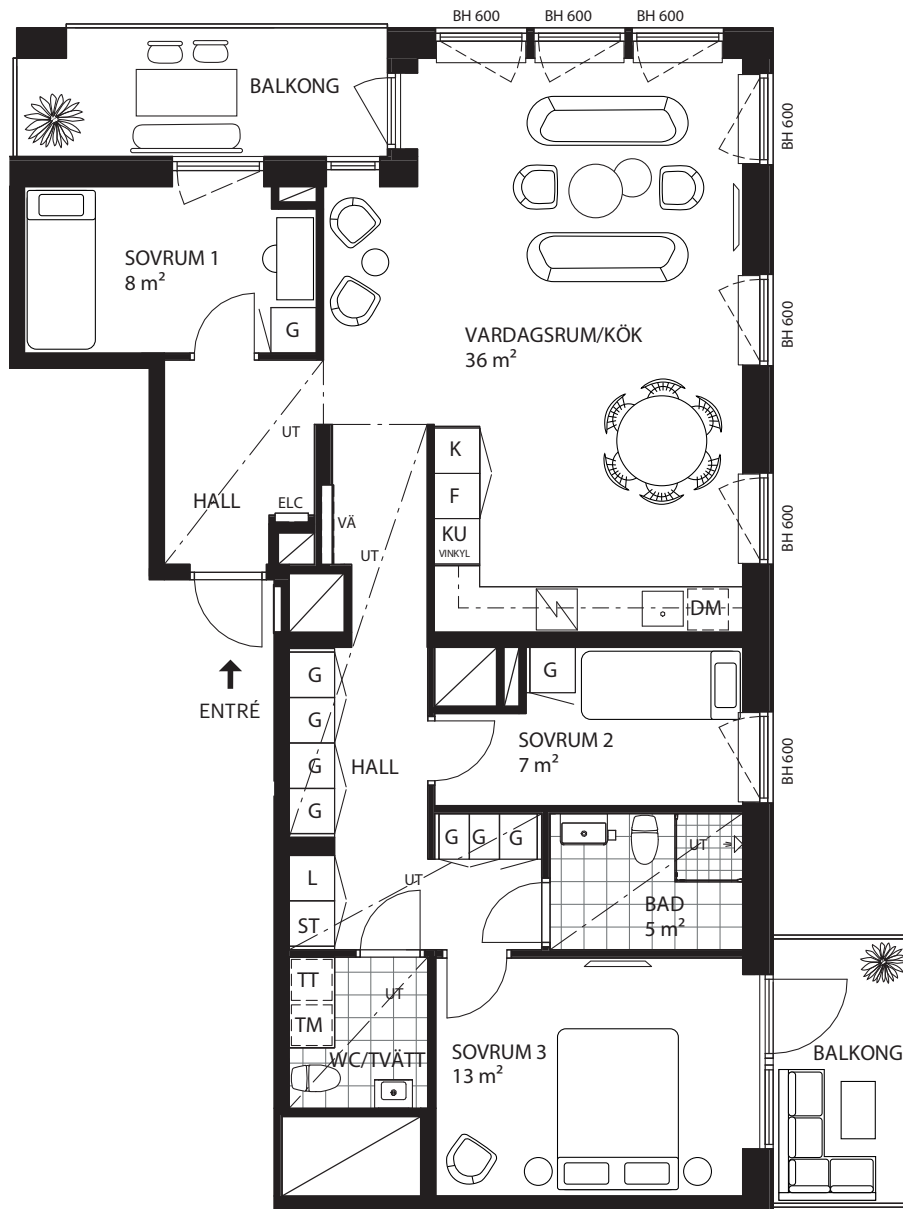 BH 600
BH 600
BH 600
BALKONG
BH 600
SOVRUM 1
8 m²
G
VARDAGSRUM/KÖK
36 m²
BH 600
UT
K
F
KU
VINKYL
HALL
ELC
VÄ
UT
BH 600
DM
ENTRÉ
G
G
G
G
HALL
G
SOVRUM 2
7 m²
BH 600
G
G
G
UT
BAD
5 m²
L
ST
UT
TT
TM
UT
WC/TVÄTT
SOVRUM 3
13 m²
BALKONG